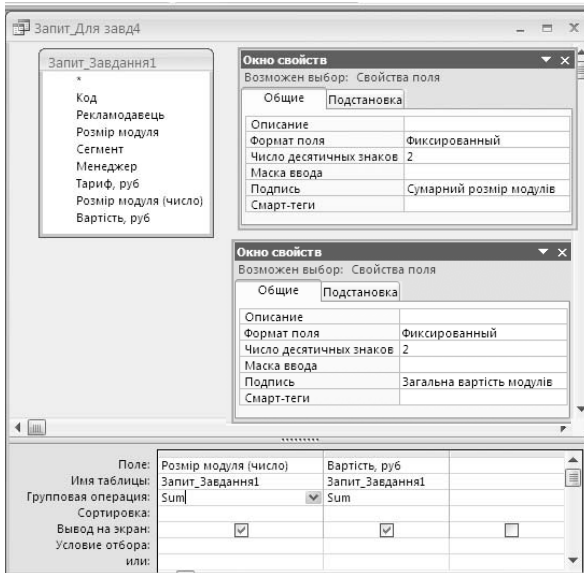 Запит_Для завд4
Запит_Завдання1
*
Код
Рекламодавець
Розмір модуля
Сегмент
Менеджер
Тариф, руб
Розмір модуля (число)
Вартість, руб
Окно свойств
Возможен выбор: Свойства поля
Общие Подстановка
Описание
Формат поля Фиксированный
Число десятичных знаков 2
Маска ввода
Подпись Сумарний розмір модулів
Смарт-теги
Окно свойств
Возможен выбор: Свойства поля
Общие Подстановка
Описание
Формат поля Фиксированный
Число десятичных знаков 2
Маска ввода
Подпись Загальна вартість модулів
Смарт-теги
Поле: Розмір модуля (число) Вартість, руб
Имя таблицы: Запит_Завдання1 Запит_Завдання1
Групповая операция: Sum Sum
Сортировка:
Вывод на экран:
Условие отбора:
или: